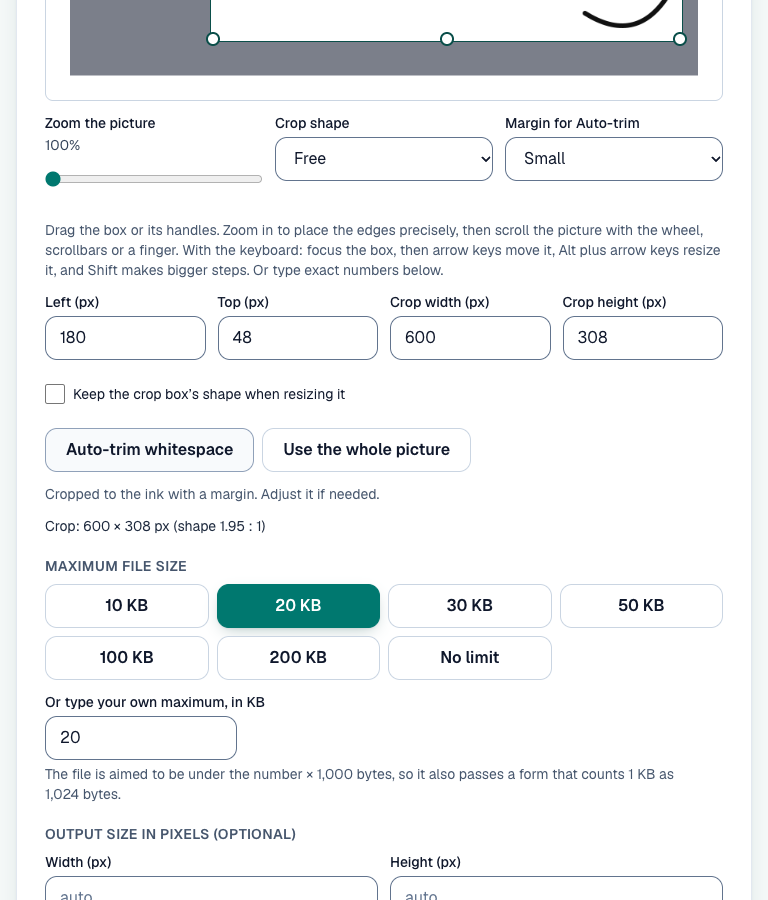 Zoom the picture
Crop shape
Margin for Auto-trim
100%
Free
Small
Drag the box or its handles. Zoom in to place the edges precisely, then scroll the picture with the wheel,
scrollbars or a finger. With the keyboard: focus the box, then arrow keys move it, Alt plus arrow keys resize
it, and Shift makes bigger steps. Or type exact numbers below.
Left (px)
Top (px)
Crop width (px)
Crop height (px)
180
48
600
308
Keep the crop box's shape when resizing it
Auto-trim whitespace
Use the whole picture
Cropped to the ink with a margin. Adjust it if needed.
Crop: 600 × 308 px (shape 1.95 : 1)
MAXIMUM FILE SIZE
10 KB
20 KB
30 KB
50 KB
100 KB
200 KB
No limit
Or type your own maximum, in KB
20
The file is aimed to be under the number × 1,000 bytes, so it also passes a form that counts 1 KB as
1,024 bytes.
OUTPUT SIZE IN PIXELS (OPTIONAL)
Width (px)
Height (px)
auto
auto